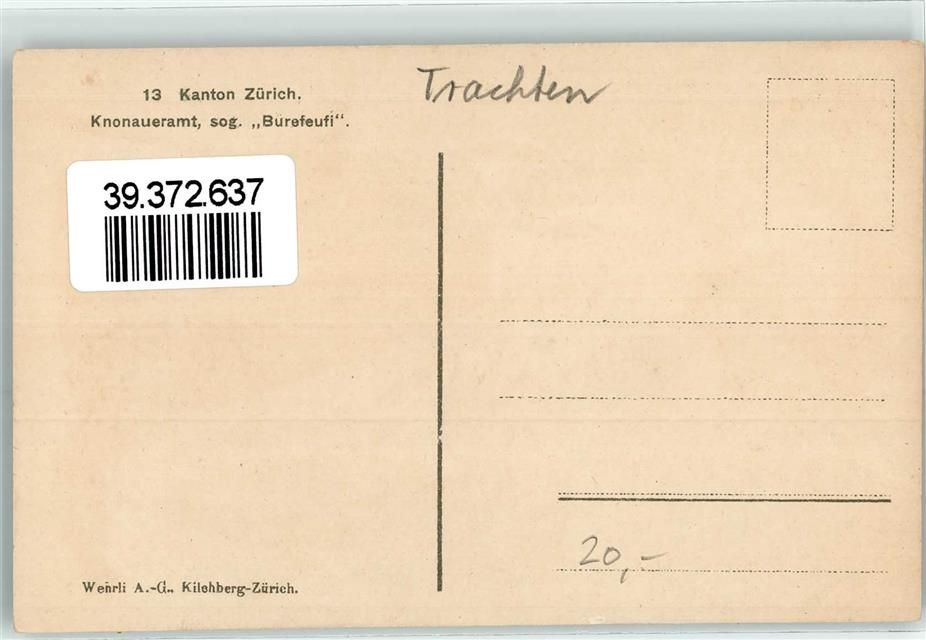 13 Kanton Zürich.
Knonaueramt, sog. „Burefeufi“.
Trachten
39.372.637
20,-
Wehrli A.-G., Kilchberg-Zürich.